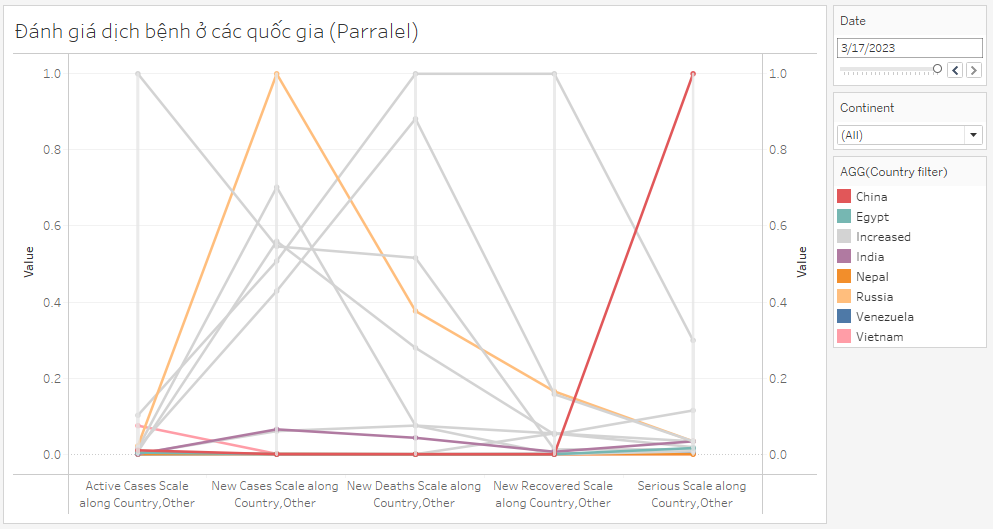 Đánh giá dịch bệnh ở các quốc gia (Parralel)
1.0
0.8
0.6
0.4
0.2
0.0
Value
1.0
0.8
0.6
0.4
0.2
0.0
Value
Active Cases Scale
along Country,Other
New Cases Scale along
Country,Other
New Deaths Scale along
Country,Other
New Recovered Scale
along Country,Other
Serious Scale along
Country,Other
Date
3/17/2023
Continent
(All)
AGG(Country filter)
China
Egypt
Increased
India
Nepal
Russia
Venezuela
Vietnam